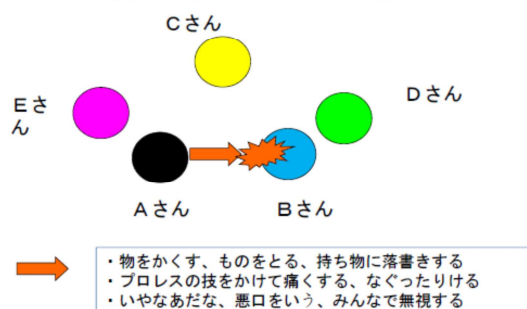 Cさん
Eさ
ん
Dさん
Aさん
Bさん
・物をかくす、ものをとる、持ち物に落書きする
・プロレスの技をかけて痛くする、なぐったりける
・いやなあだな、悪口をいう、みんなで無視する